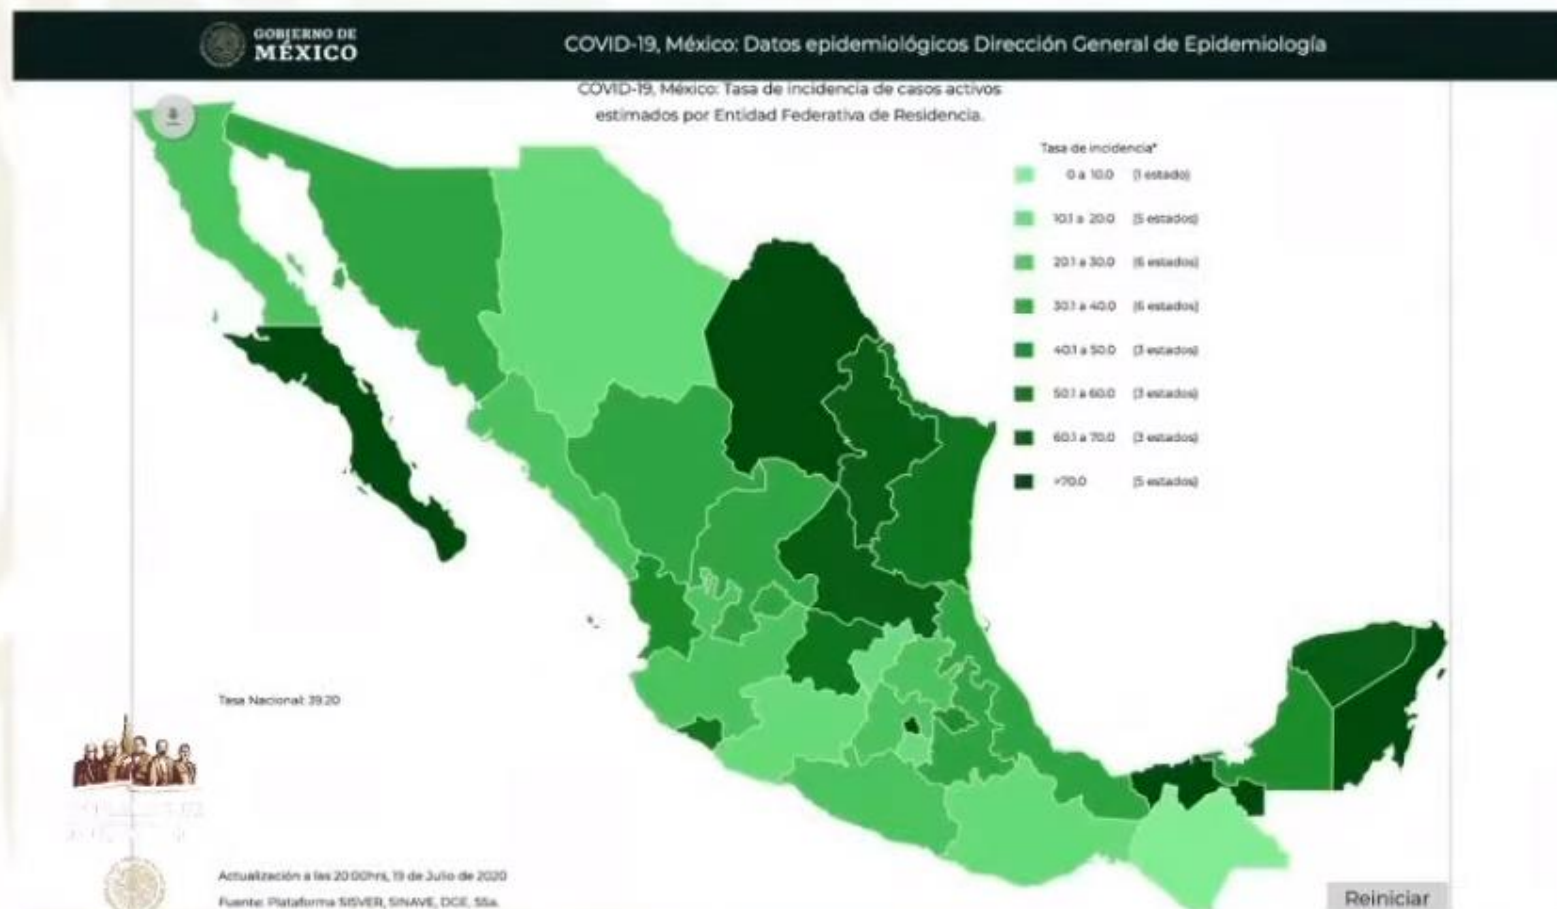 GOBIERNO DE
MÉXICO
COVID-19, México: Datos epidemiológicos Dirección General de Epidemiología
COVID-19, México: Tasa de incidencia de casos activos
estimados por Entidad Federativa de Residencia.
Tasa de incidencia*
0 a 10.0 (1 estado)
10.1 a 20.0 (5 estados)
20.1 a 30.0 (6 estados)
30.1 a 40.0 (6 estados)
40.1 a 50.0 (3 estados)
50.1 a 60.0 (3 estados)
60.1 a 70.0 (3 estados)
>70.0 (5 estados)
Tasa Nacional: 39.20
Actualización a las 20:00hrs, 19 de Julio de 2020
Fuente: Plataforma SISVER, SINAVE, DGE, SSa.
Reiniciar